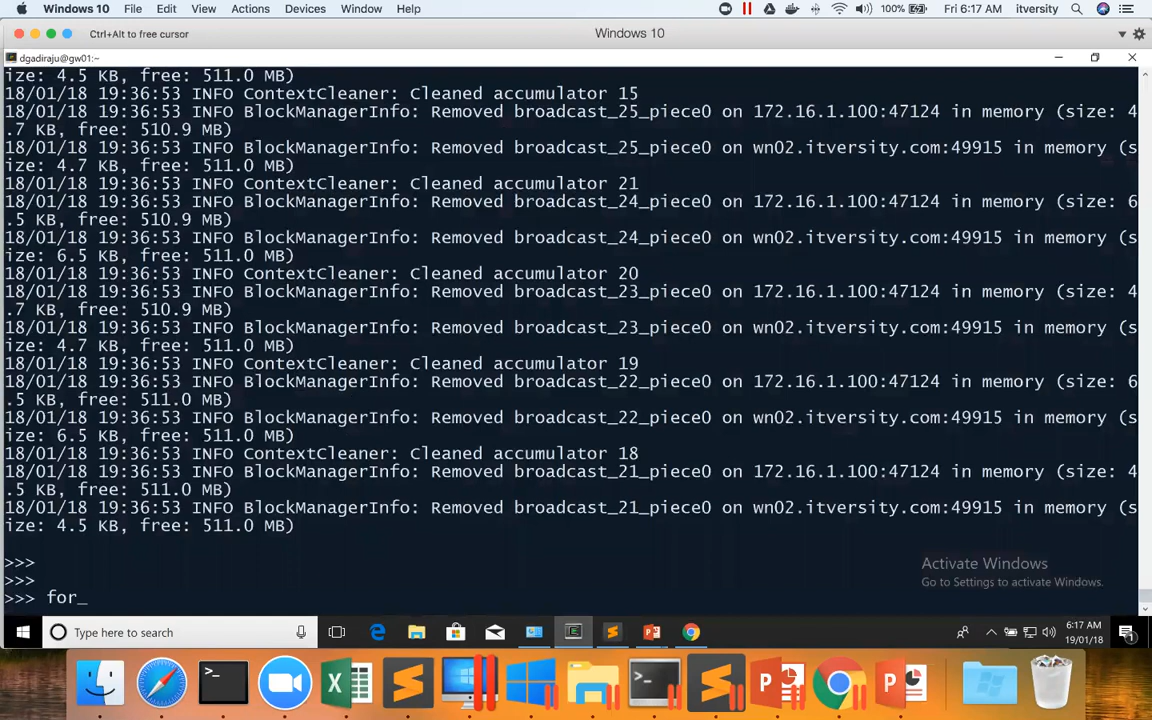 Windows 10 File Edit View Actions Devices Window Help 100% Fri 6:17 AM itversity
Ctrl+Alt to free cursor Windows 10
dgadiraju@gw01:~
ize: 4.5 KB, free: 511.0 MB)
18/01/18 19:36:53 INFO ContextCleaner: Cleaned accumulator 15
18/01/18 19:36:53 INFO BlockManagerInfo: Removed broadcast_25_piece0 on 172.16.1.100:47124 in memory (size: 4
.7 KB, free: 510.9 MB)
18/01/18 19:36:53 INFO BlockManagerInfo: Removed broadcast_25_piece0 on wn02.itversity.com:49915 in memory (s
ize: 4.7 KB, free: 511.0 MB)
18/01/18 19:36:53 INFO ContextCleaner: Cleaned accumulator 21
18/01/18 19:36:53 INFO BlockManagerInfo: Removed broadcast_24_piece0 on 172.16.1.100:47124 in memory (size: 6
.5 KB, free: 510.9 MB)
18/01/18 19:36:53 INFO BlockManagerInfo: Removed broadcast_24_piece0 on wn02.itversity.com:49915 in memory (s
ize: 6.5 KB, free: 511.0 MB)
18/01/18 19:36:53 INFO ContextCleaner: Cleaned accumulator 20
18/01/18 19:36:53 INFO BlockManagerInfo: Removed broadcast_23_piece0 on 172.16.1.100:47124 in memory (size: 4
.7 KB, free: 510.9 MB)
18/01/18 19:36:53 INFO BlockManagerInfo: Removed broadcast_23_piece0 on wn02.itversity.com:49915 in memory (s
ize: 4.7 KB, free: 511.0 MB)
18/01/18 19:36:53 INFO ContextCleaner: Cleaned accumulator 19
18/01/18 19:36:53 INFO BlockManagerInfo: Removed broadcast_22_piece0 on 172.16.1.100:47124 in memory (size: 6
.5 KB, free: 511.0 MB)
18/01/18 19:36:53 INFO BlockManagerInfo: Removed broadcast_22_piece0 on wn02.itversity.com:49915 in memory (s
ize: 6.5 KB, free: 511.0 MB)
18/01/18 19:36:53 INFO ContextCleaner: Cleaned accumulator 18
18/01/18 19:36:53 INFO BlockManagerInfo: Removed broadcast_21_piece0 on 172.16.1.100:47124 in memory (size: 4
.5 KB, free: 511.0 MB)
18/01/18 19:36:53 INFO BlockManagerInfo: Removed broadcast_21_piece0 on wn02.itversity.com:49915 in memory (s
ize: 4.5 KB, free: 511.0 MB)
>>>
>>>
>>> for_
Activate Windows
Go to Settings to activate Windows.
Type here to search
6:17 AM
19/01/18